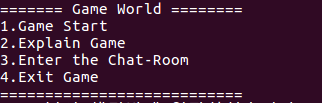 ======= Game World ========
1.Game Start
2.Explain Game
3.Enter the Chat-Room
4.Exit Game
===========================